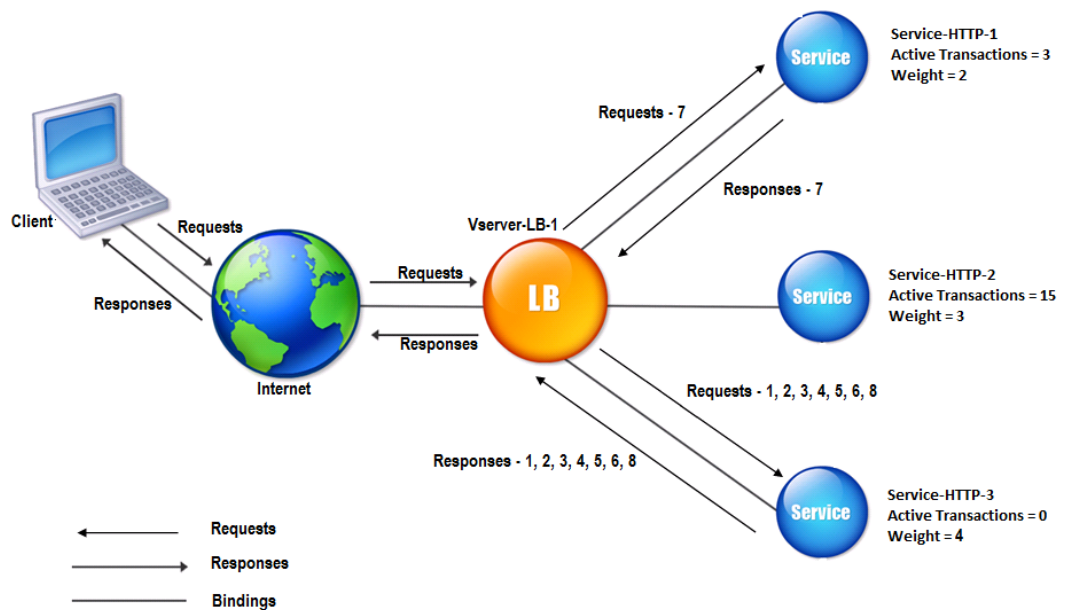 Service-HTTP-1
Active Transactions = 3
Weight = 2
Service
Requests - 7
Responses - 7
Client
Requests
Responses
Vserver-LB-1
Requests
LB
Responses
Internet
Service
Service-HTTP-2
Active Transactions = 15
Weight = 3
Requests - 1, 2, 3, 4, 5, 6, 8
Responses - 1, 2, 3, 4, 5, 6, 8
Service
Service-HTTP-3
Active Transactions = 0
Weight = 4
Requests
Responses
Bindings